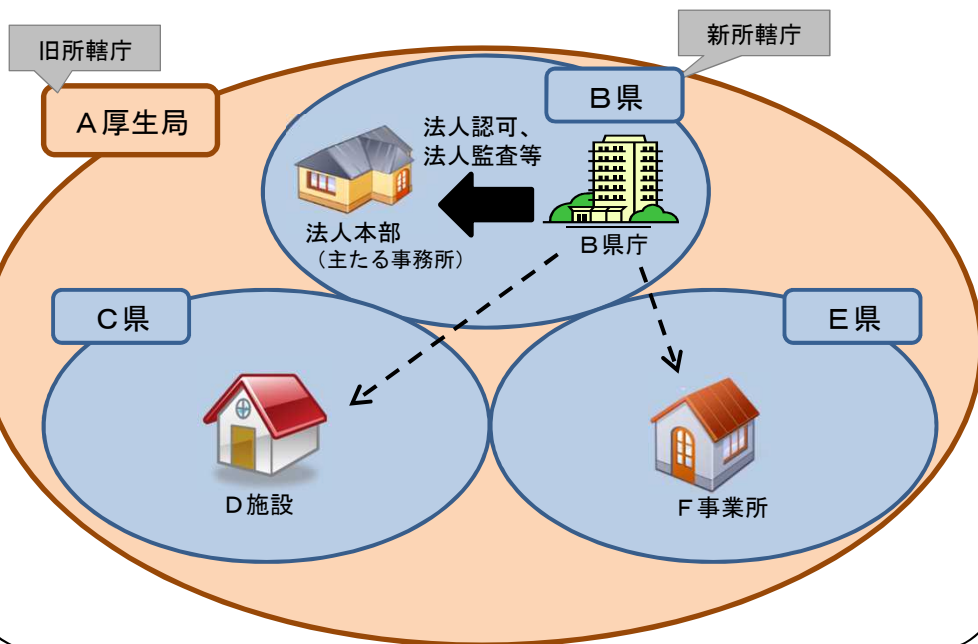 旧所轄庁
新所轄庁
A厚生局
B県
法人認可、
法人監査等
法人本部
（主たる事務所）
B県庁
C県
E県
D施設
F事業所